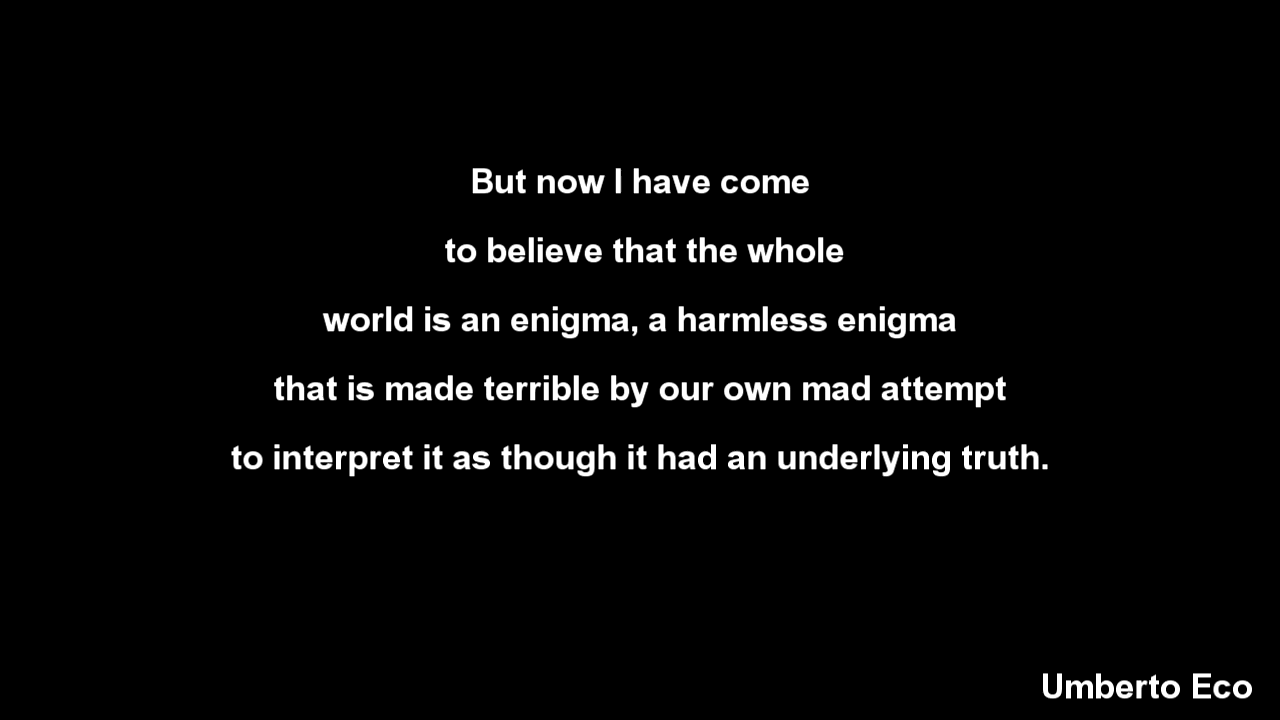 But now I have come
to believe that the whole
world is an enigma, a harmless enigma
that is made terrible by our own mad attempt
to interpret it as though it had an underlying truth.
Umberto Eco